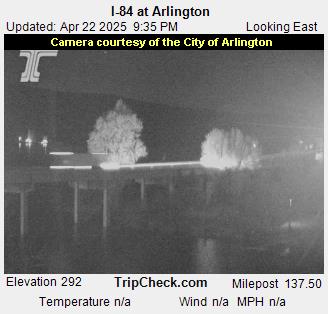 I-84 at Arlington
Updated: Apr 22 2025 9:35 PM Looking East
Camera courtesy of the City of Arlington
Elevation 292 TripCheck.com Milepost 137.50
Temperature n/a Wind n/a MPH n/a